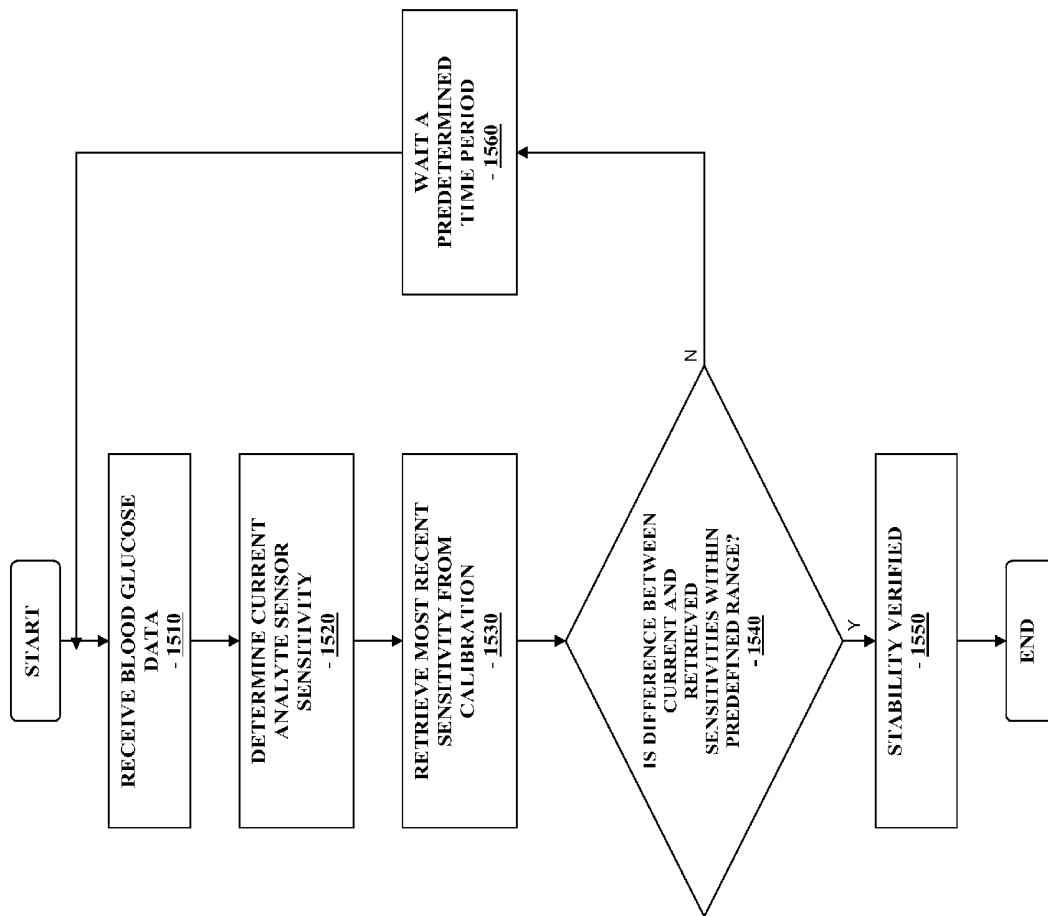 START
RECEIVE BLOOD GLUCOSE
DATA
- 1510
DETERMINE CURRENT
ANALYTE SENSOR
SENSITIVITY
- 1520
RETRIEVE MOST RECENT
SENSITIVITY FROM
CALIBRATION
- 1530
IS DIFFERENCE BETWEEN
CURRENT AND
RETRIEVED
SENSITIVITIES WITHIN
PREDEFINED RANGE?
- 1540
N
WAIT A
PREDETERMINED
TIME PERIOD
- 1560
Y
STABILITY VERIFIED
- 1550
END